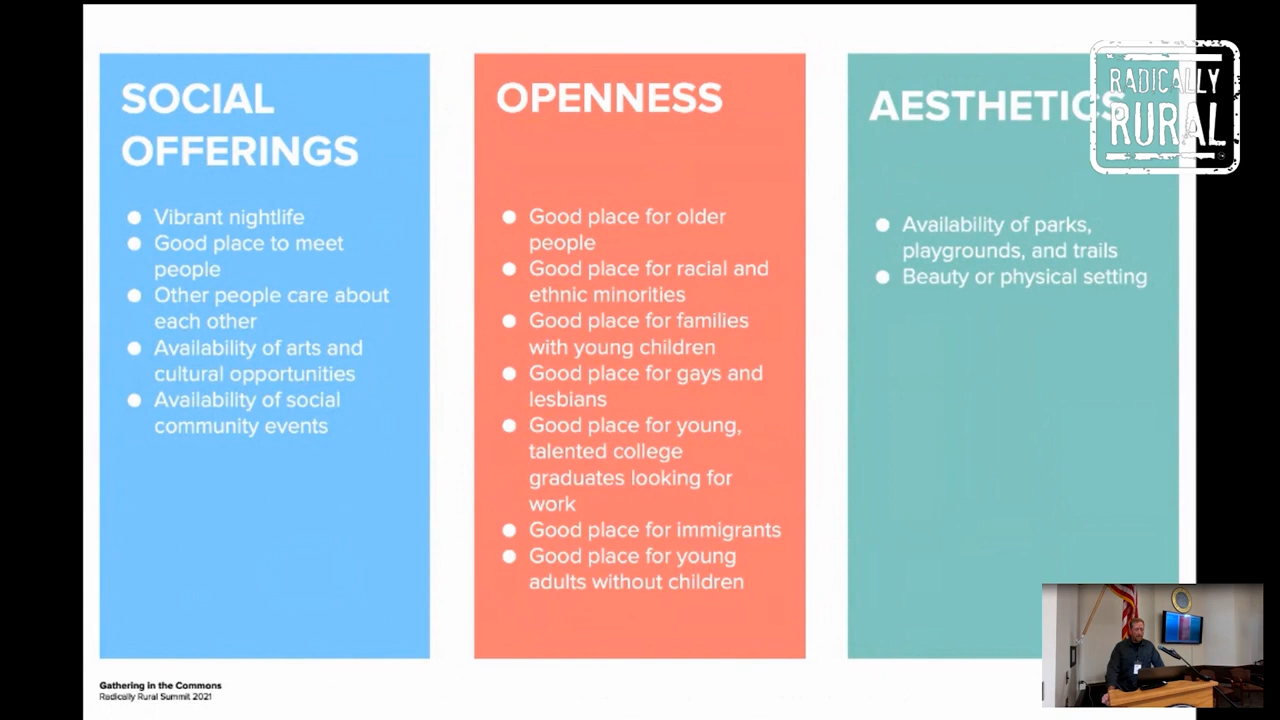 SOCIAL
OFFERINGS
● Vibrant nightlife
● Good place to meet
people
● Other people care about
each other
● Availability of arts and
cultural opportunities
● Availability of social
community events
OPENNESS
● Good place for older
people
● Good place for racial and
ethnic minorities
● Good place for families
with young children
● Good place for gays and
lesbians
● Good place for young,
talented college
graduates looking for
work
● Good place for immigrants
● Good place for young
adults without children
AESTHETICS
● Availability of parks,
playgrounds, and trails
● Beauty or physical setting
RADICALLY
RURAL
Gathering in the Commons
Radically Rural Summit 2021